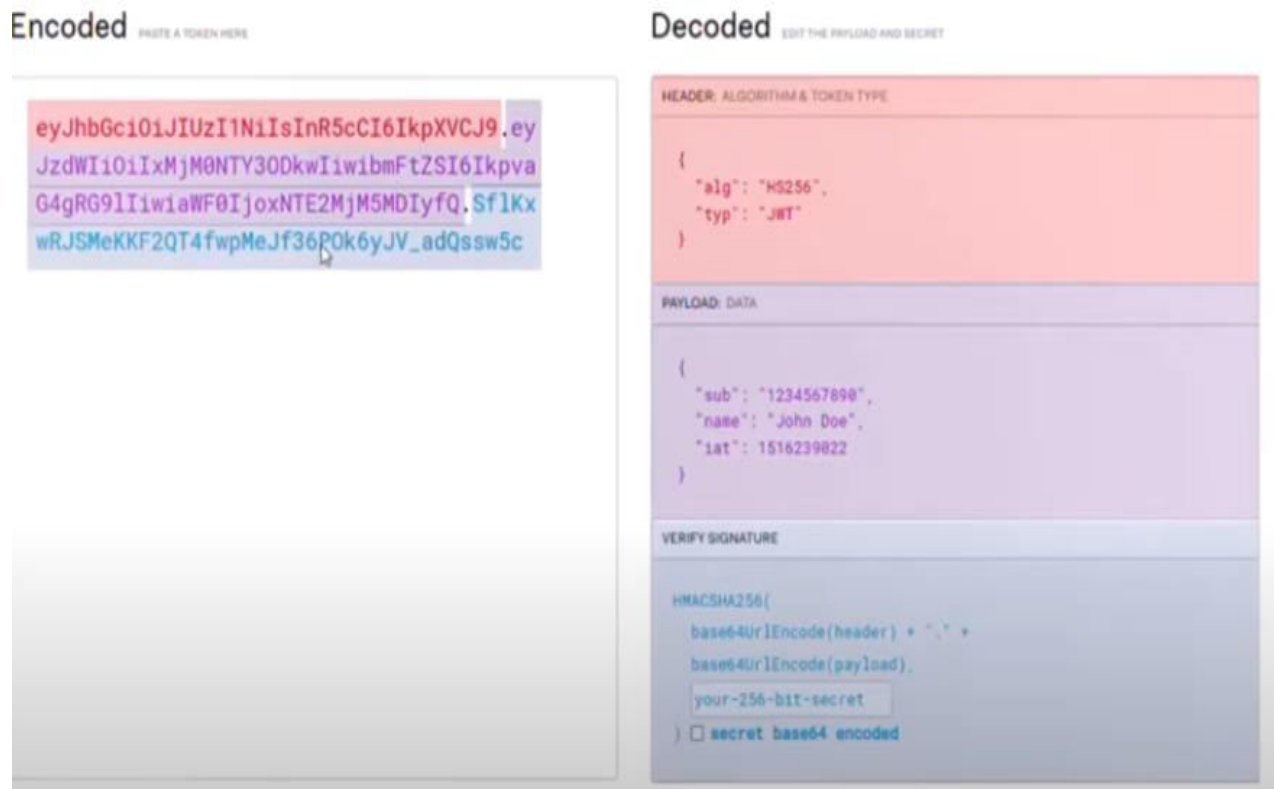 Encoded PASTE A TOKEN HERE
eyJhbGciOiJIUzI1NiIsInR5cCI6IkpXVCJ9.ey
JzdWIiOiIxMjM0NTY3ODkwIiwibmFtZSI6Ikpva
G4gRG9lIiwiaWF0IjoxNTE2MjM5MDIyfQ.SflKx
wRJSMeKKF2QT4fwpMeJf36POk6yJV_adQssw5c
Decoded EDIT THE PAYLOAD AND SECRET
HEADER: ALGORITHM & TOKEN TYPE
{
"alg": "HS256",
"typ": "JWT"
}
PAYLOAD: DATA
{
"sub": "1234567890",
"name": "John Doe",
"iat": 1516239022
}
VERIFY SIGNATURE
HMACSHA256(
base64UrlEncode(header) + "." +
base64UrlEncode(payload),
your-256-bit-secret
) secret base64 encoded